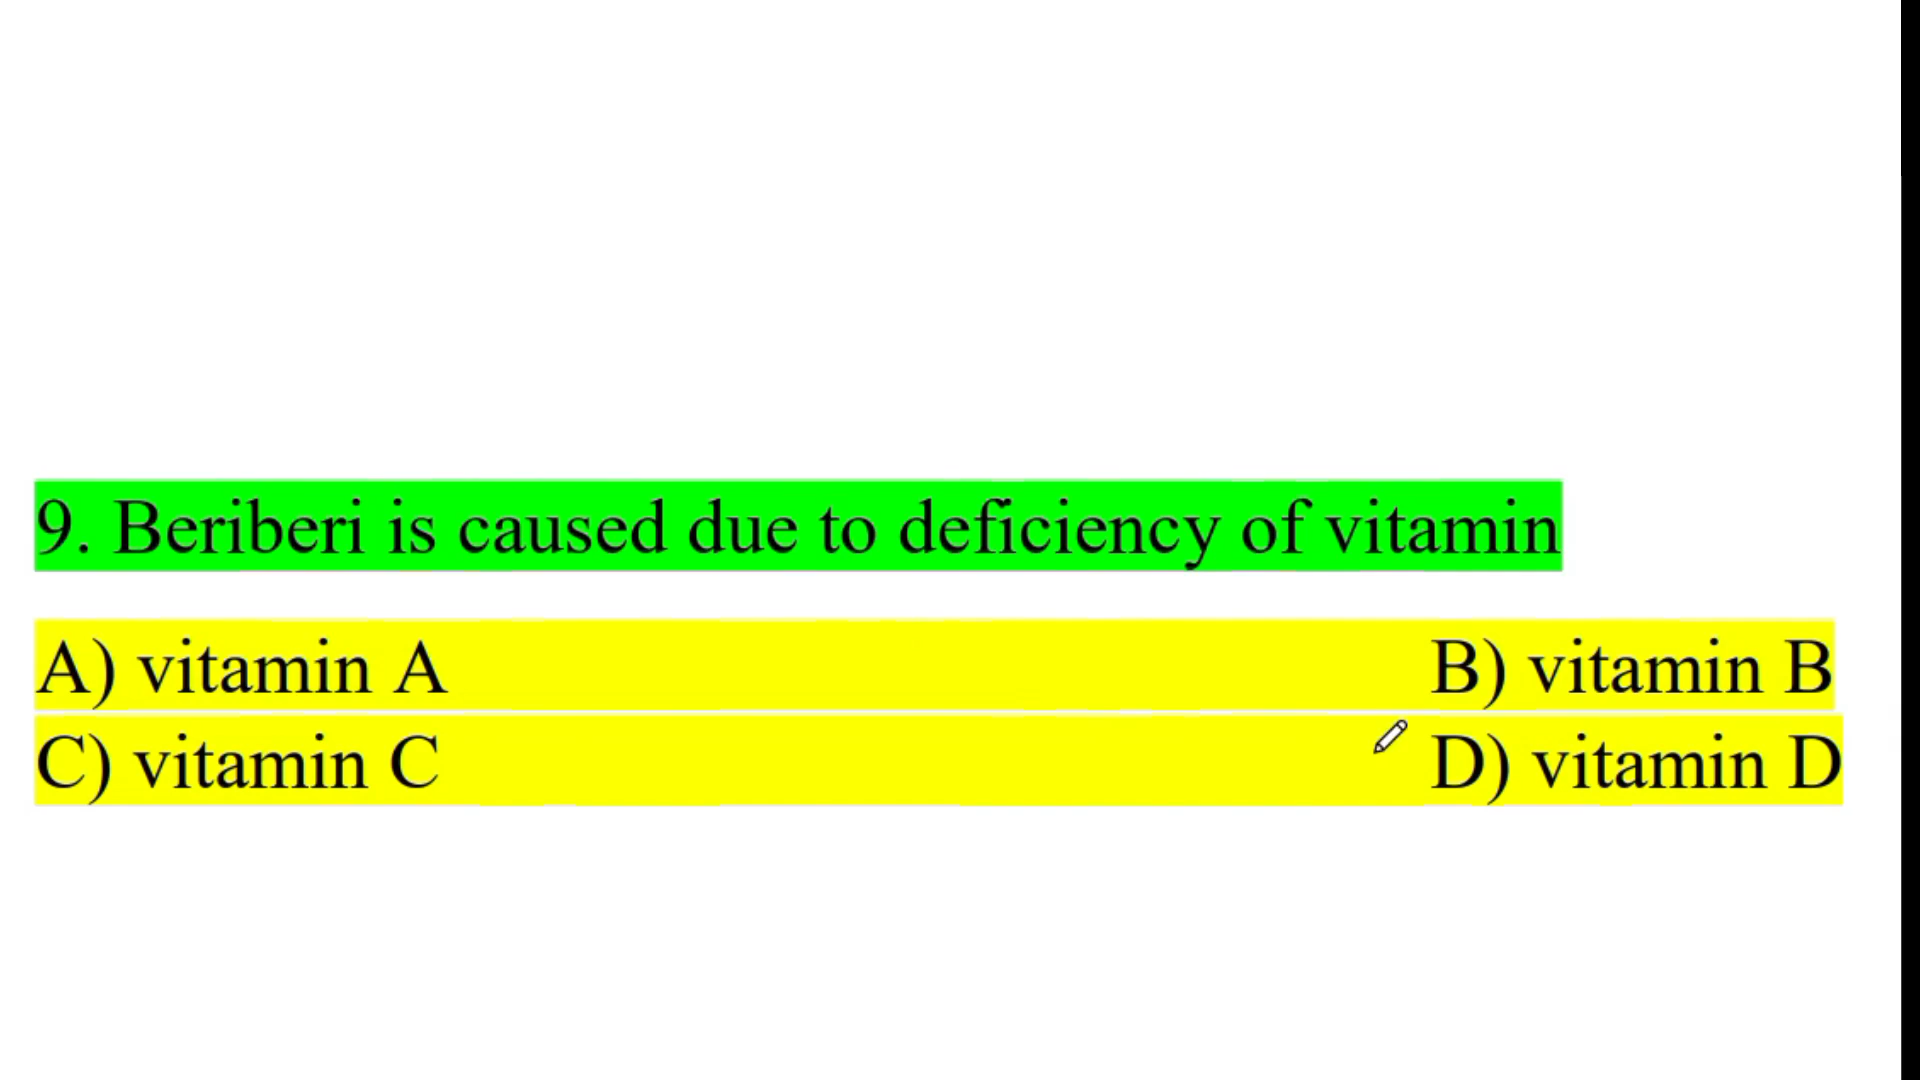 9. Beriberi is caused due to deficiency of vitamin
A) vitamin A B) vitamin B
C) vitamin C D) vitamin D